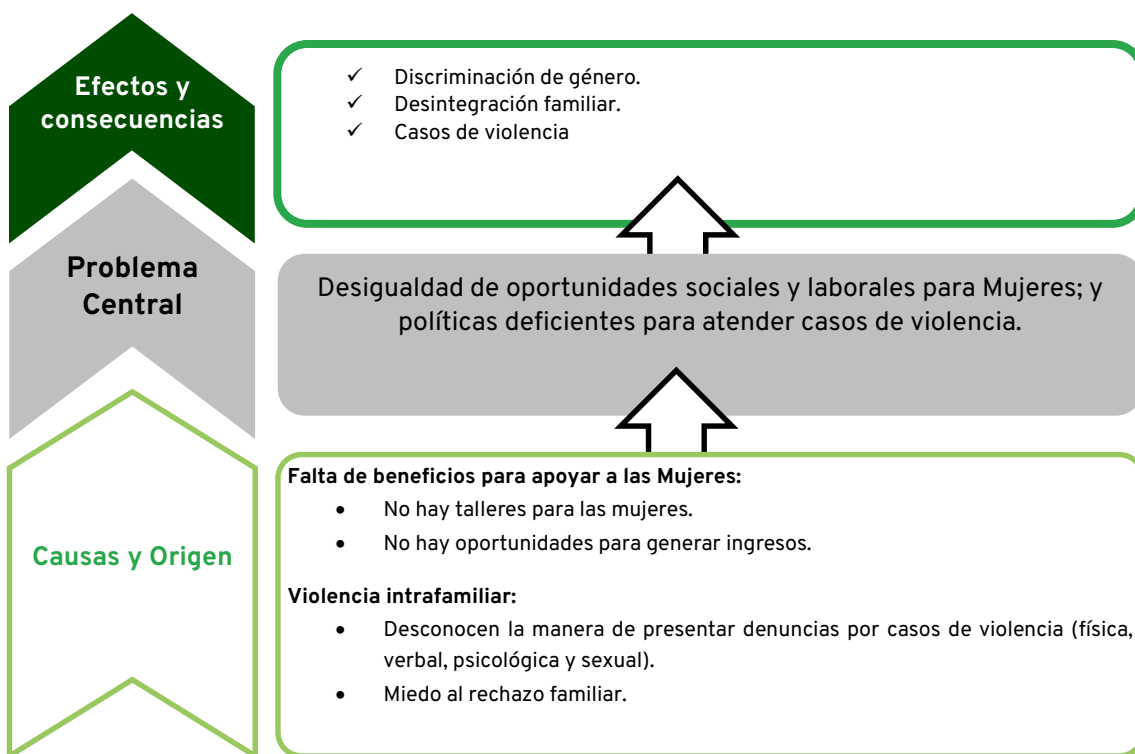 Efectos y
consecuencias
✓ Discriminación de género.
✓ Desintegración familiar.
✓ Casos de violencia
Problema
Central
Desigualdad de oportunidades sociales y laborales para Mujeres; y
políticas deficientes para atender casos de violencia.
Causas y Origen
Falta de beneficios para apoyar a las Mujeres:
• No hay talleres para las mujeres.
• No hay oportunidades para generar ingresos.
Violencia intrafamiliar:
• Desconocen la manera de presentar denuncias por casos de violencia (física,
verbal, psicológica y sexual).
• Miedo al rechazo familiar.